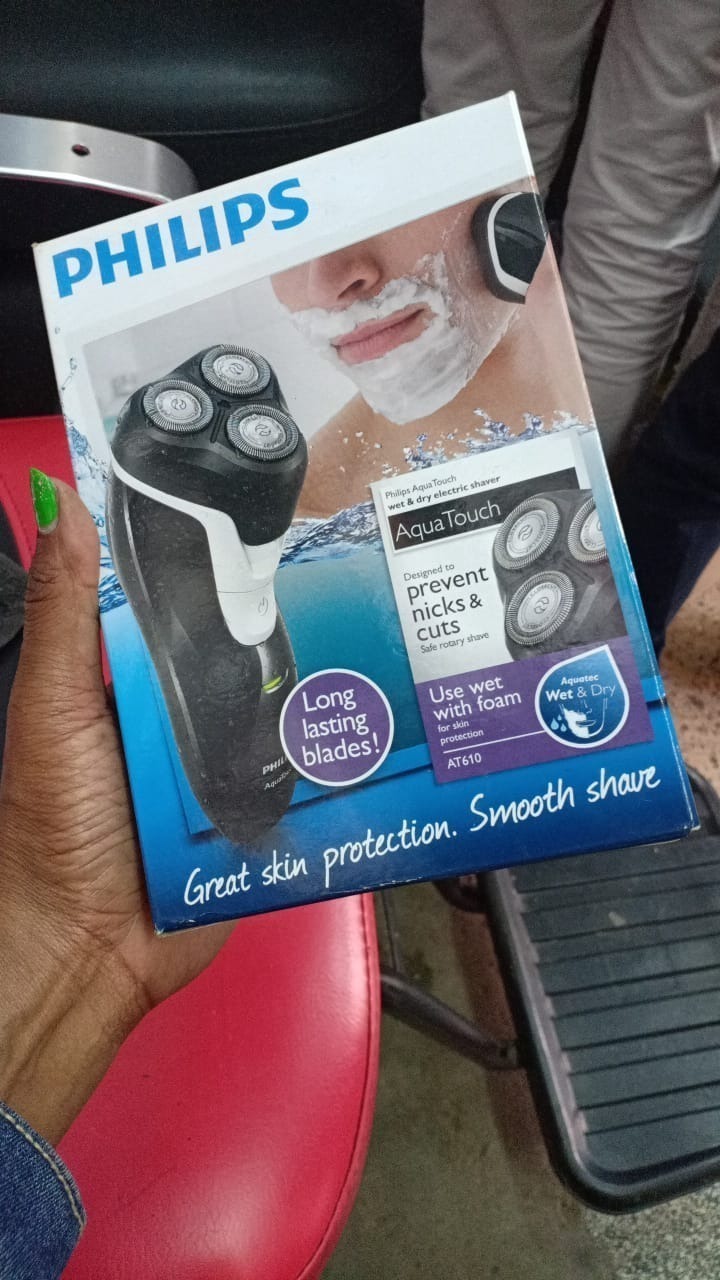 PHILIPS
Philips AquaTouch
wet & dry electric shaver
AquaTouch
Designed to
prevent
nicks &
cuts
Safe rotary shave
Long
lasting
blades!
Use wet
with foam
for skin
protection
AT610
Aquatec
Wet & Dry
Great skin protection. Smooth shave